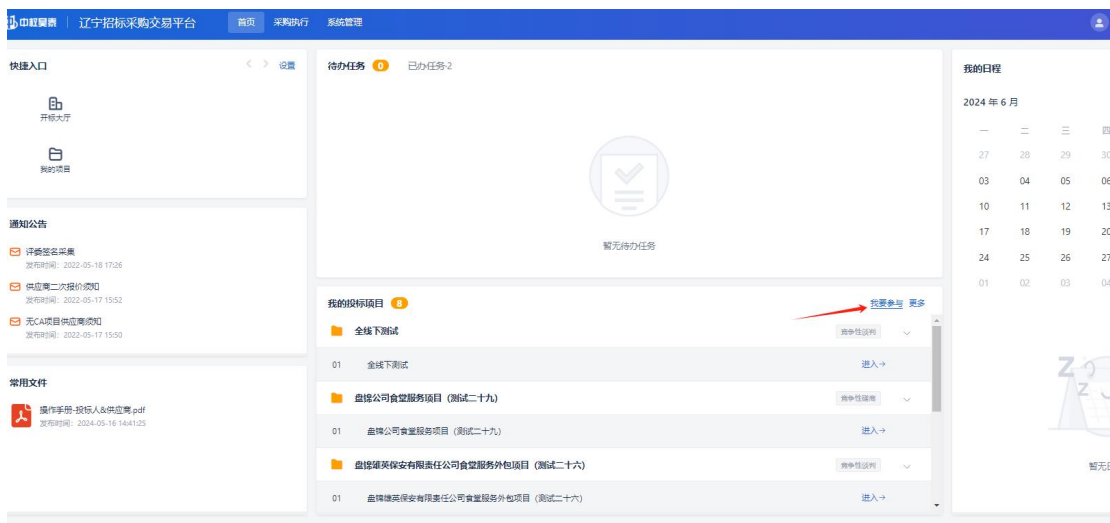 中程昊泰 辽宁招标采购交易平台 首页 采购执行 系统管理
快捷入口 设置
开标大厅
我的项目
通知公告
评委签名采集
发布时间：2022-05-18 17:26
供应商二次报价须知
发布时间：2022-05-17 15:52
无CA项目供应商须知
发布时间：2022-05-17 15:50
常用文件
操作手册-投标人&供应商.pdf
发布时间：2024-05-16 14:41:25
待办任务 0 已办任务·2
暂无待办任务
我的投标项目 8 我要参与 更多
全线下测试 竞争性谈判
01 全线下测试 进入→
盘锦公司食堂服务项目（测试二十九） 竞争性磋商
01 盘锦公司食堂服务项目（测试二十九） 进入→
盘锦雄英保安有限责任公司食堂服务外包项目（测试二十六） 竞争性谈判
01 盘锦雄英保安有限责任公司食堂服务外包项目（测试二十六） 进入→
我的日程
2024 年 6 月
一 二 三 四
27 28 29 30
03 04 05 06
10 11 12 13
17 18 19 20
24 25 26 27
01 02 03 04
Z Z
暂无